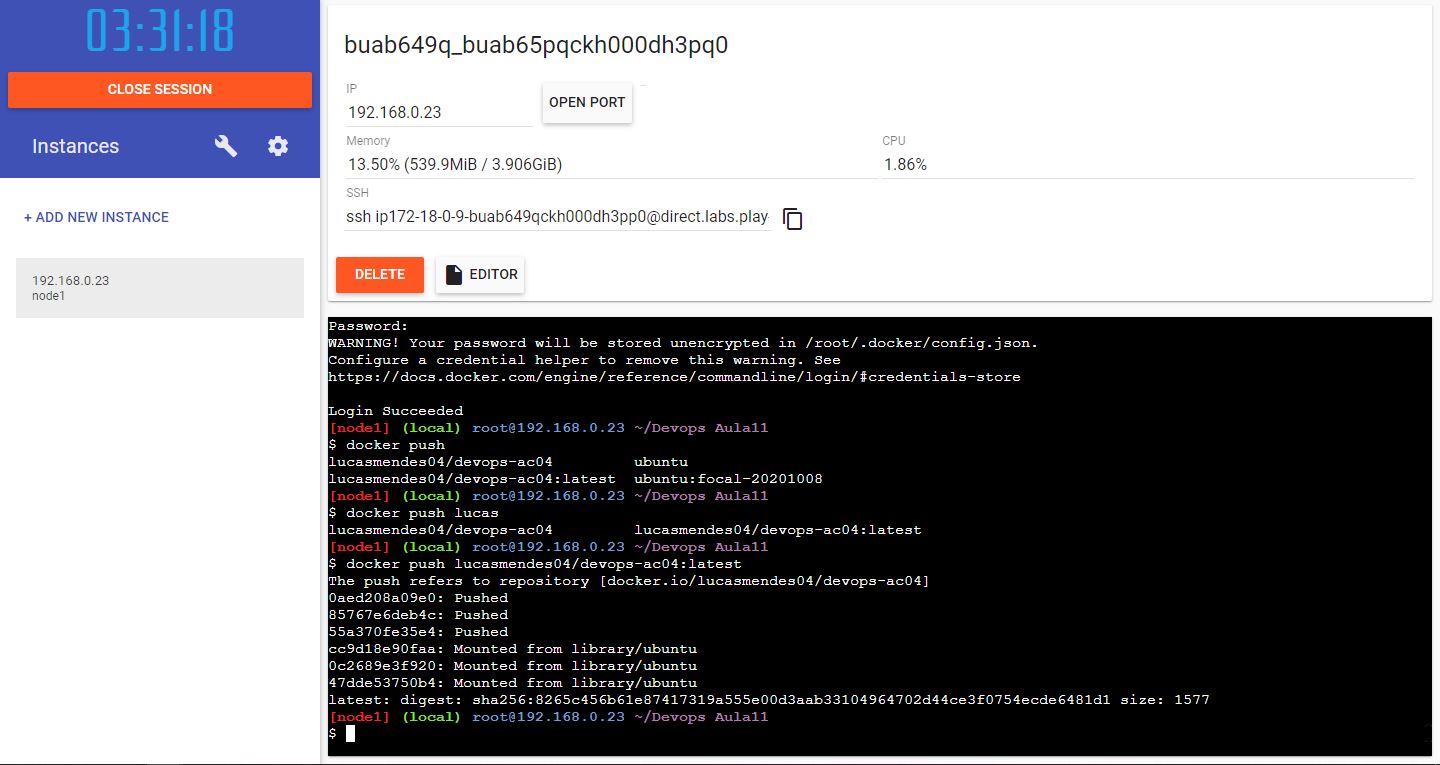 03:31:18
CLOSE SESSION
Instances
+ ADD NEW INSTANCE
192.168.0.23
node1
buab649q_buab65pqckh000dh3pq0
IP
192.168.0.23
OPEN PORT
Memory
13.50% (539.9MiB / 3.906GiB)
CPU
1.86%
SSH
ssh ip172-18-0-9-buab649qckh000dh3pp0@direct.labs.play-
DELETE
EDITOR
Password:
WARNING! Your password will be stored unencrypted in /root/.docker/config.json.
Configure a credential helper to remove this warning. See
https://docs.docker.com/engine/reference/commandline/login/#credentials-store
Login Succeeded
[node1] (local) root@192.168.0.23 ~/Devops Aula11
$ docker push
lucasmendes04/devops-ac04 ubuntu
lucasmendes04/devops-ac04:latest ubuntu:focal-20201008
[node1] (local) root@192.168.0.23 ~/Devops Aula11
$ docker push lucas
lucasmendes04/devops-ac04 lucasmendes04/devops-ac04:latest
[node1] (local) root@192.168.0.23 ~/Devops Aula11
$ docker push lucasmendes04/devops-ac04:latest
The push refers to repository [docker.io/lucasmendes04/devops-ac04]
0aed208a09e0: Pushed
85767e6deb4c: Pushed
55a370fe35e4: Pushed
cc9d18e90faa: Mounted from library/ubuntu
0c2689e3f920: Mounted from library/ubuntu
47dde53750b4: Mounted from library/ubuntu
latest: digest: sha256:8265c456b61e87417319a555e00d3aab33104964702d44ce3f0754ecde6481d1 size: 1577
[node1] (local) root@192.168.0.23 ~/Devops Aula11
$